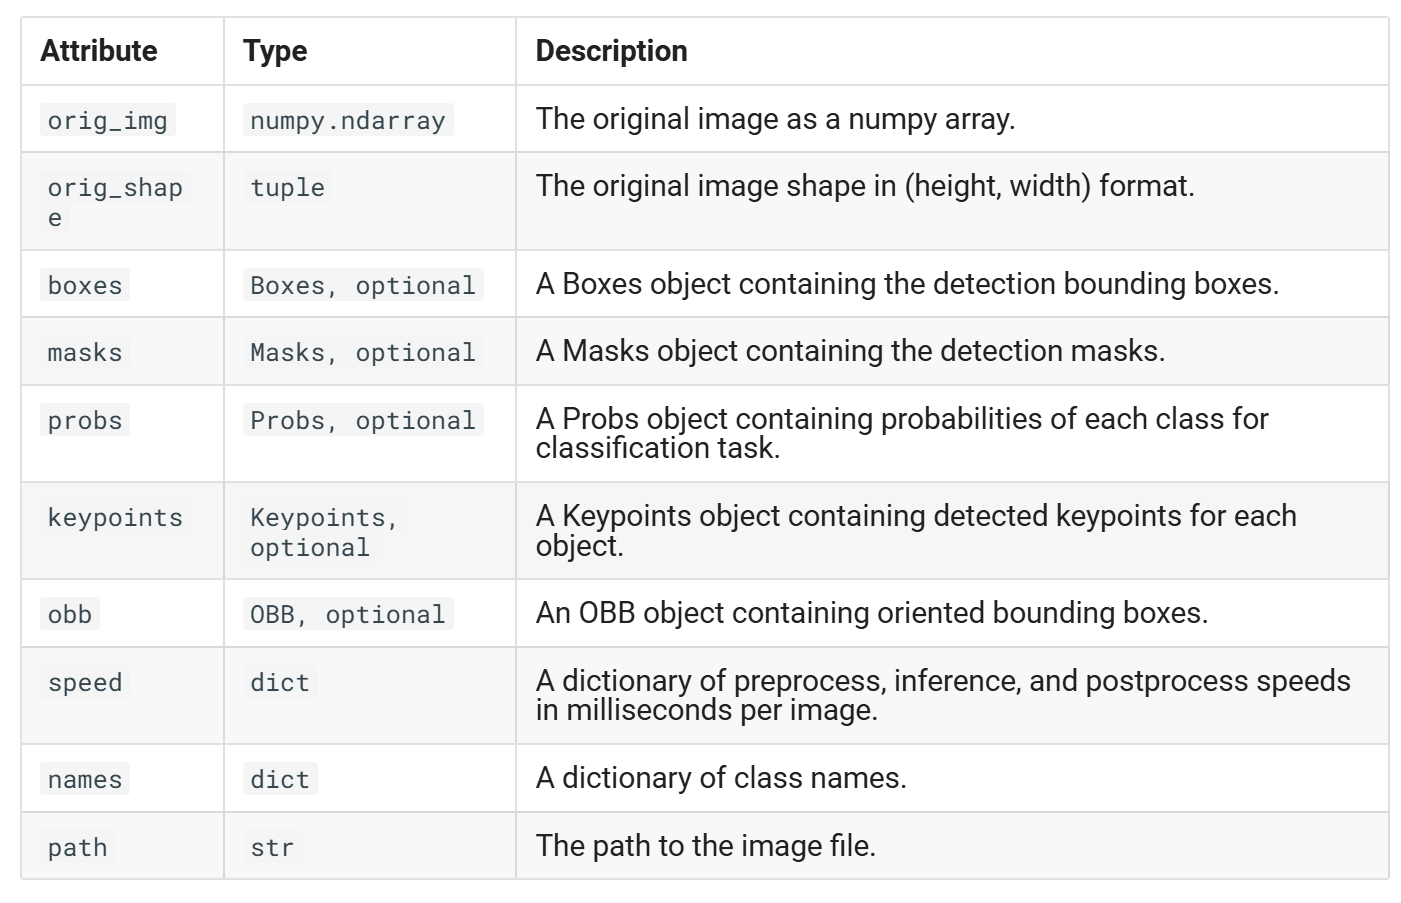 Attribute Type Description
orig_img numpy.ndarray The original image as a numpy array.
orig_shap tuple The original image shape in (height, width) format.
e
boxes Boxes, optional A Boxes object containing the detection bounding boxes.
masks Masks, optional A Masks object containing the detection masks.
probs Probs, optional A Probs object containing probabilities of each class for
classification task.
keypoints Keypoints, A Keypoints object containing detected keypoints for each
optional object.
obb OBB, optional An OBB object containing oriented bounding boxes.
speed dict A dictionary of preprocess, inference, and postprocess speeds
in milliseconds per image.
names dict A dictionary of class names.
path str The path to the image file.